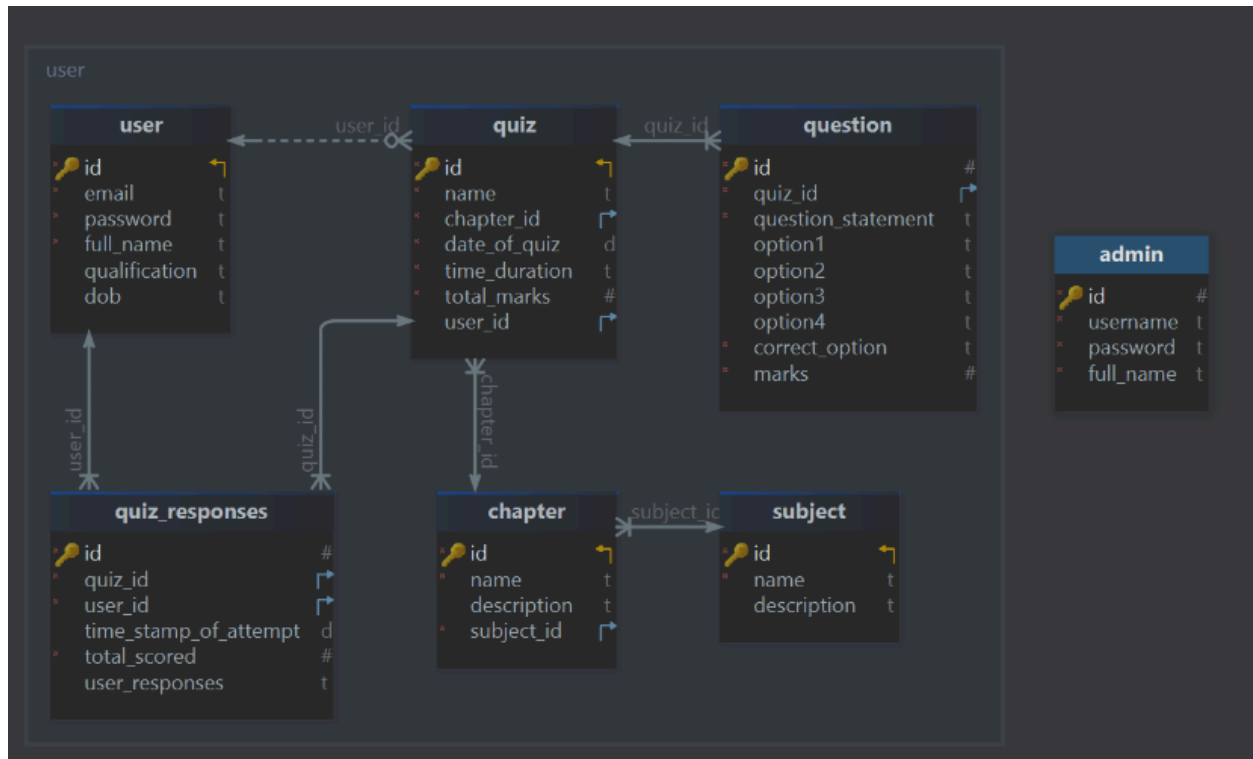 user
user
id
email t
password t
full_name t
qualification t
dob t
user_id
quiz
id
name t
chapter_id
date_of_quiz d
time_duration t
total_marks #
user_id
quiz_id
question
id #
quiz_id
question_statement t
option1 t
option2 t
option3 t
option4 t
correct_option t
marks #
admin
id #
username t
password t
full_name t
user_id
quiz_id
chapter_id
quiz_responses
id #
quiz_id
user_id
time_stamp_of_attempt d
total_scored #
user_responses t
chapter
id
name t
description t
subject_id
subject_id
subject
id
name t
description t